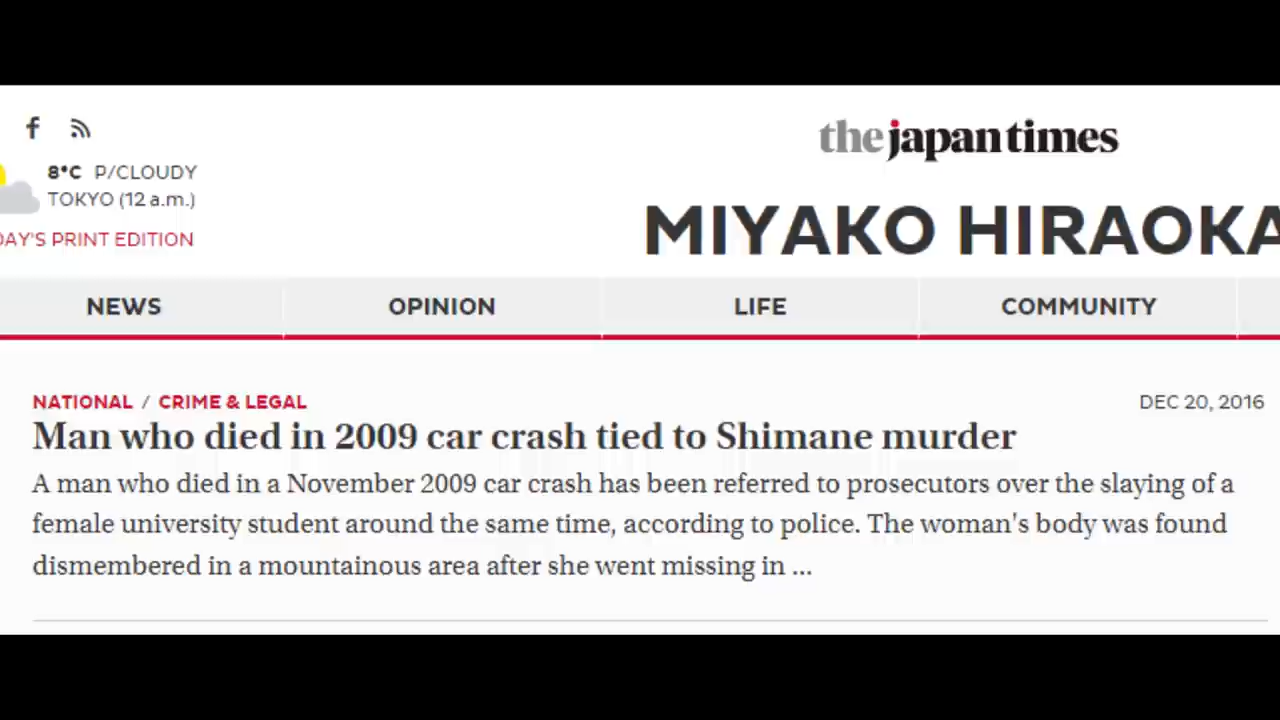 the japan times
8°C P/CLOUDY
TOKYO (12 a.m.)
DAY'S PRINT EDITION
MIYAKO HIRAOKA
NEWS OPINION LIFE COMMUNITY
NATIONAL / CRIME & LEGAL DEC 20, 2016
Man who died in 2009 car crash tied to Shimane murder
A man who died in a November 2009 car crash has been referred to prosecutors over the slaying of a
female university student around the same time, according to police. The woman's body was found
dismembered in a mountainous area after she went missing in ...